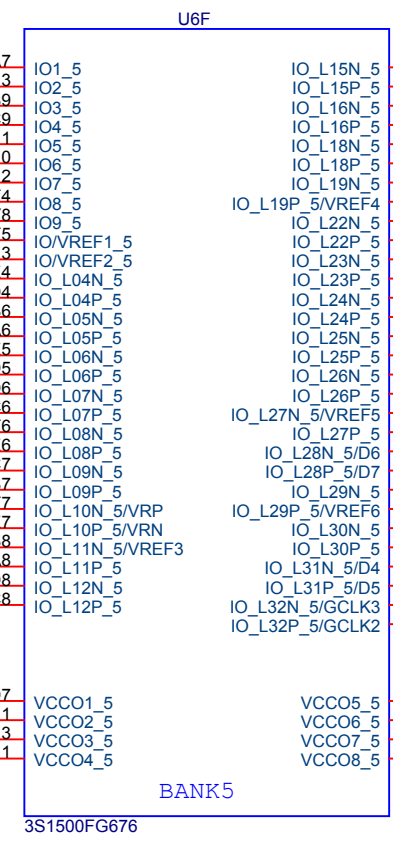 U6F
IO1_5
IO2_5
IO3_5
IO4_5
IO5_5
IO6_5
IO7_5
IO8_5
IO9_5
IO/VREF1_5
IO/VREF2_5
IO_L04N_5
IO_L04P_5
IO_L05N_5
IO_L05P_5
IO_L06N_5
IO_L06P_5
IO_L07N_5
IO_L07P_5
IO_L08N_5
IO_L08P_5
IO_L09N_5
IO_L09P_5
IO_L10N_5/VRP
IO_L10P_5/VRN
IO_L11N_5/VREF3
IO_L11P_5
IO_L12N_5
IO_L12P_5
VCCO1_5
VCCO2_5
VCCO3_5
VCCO4_5
IO_L15N_5
IO_L15P_5
IO_L16N_5
IO_L16P_5
IO_L18N_5
IO_L18P_5
IO_L19N_5
IO_L19P_5/VREF4
IO_L22N_5
IO_L22P_5
IO_L23N_5
IO_L23P_5
IO_L24N_5
IO_L24P_5
IO_L25N_5
IO_L25P_5
IO_L26N_5
IO_L26P_5
IO_L27N_5/VREF5
IO_L27P_5
IO_L28N_5/D6
IO_L28P_5/D7
IO_L29N_5
IO_L29P_5/VREF6
IO_L30N_5
IO_L30P_5
IO_L31N_5/D4
IO_L31P_5/D5
IO_L32N_5/GCLK3
IO_L32P_5/GCLK2
VCCO5_5
VCCO6_5
VCCO7_5
VCCO8_5
BANK5
3S1500FG676